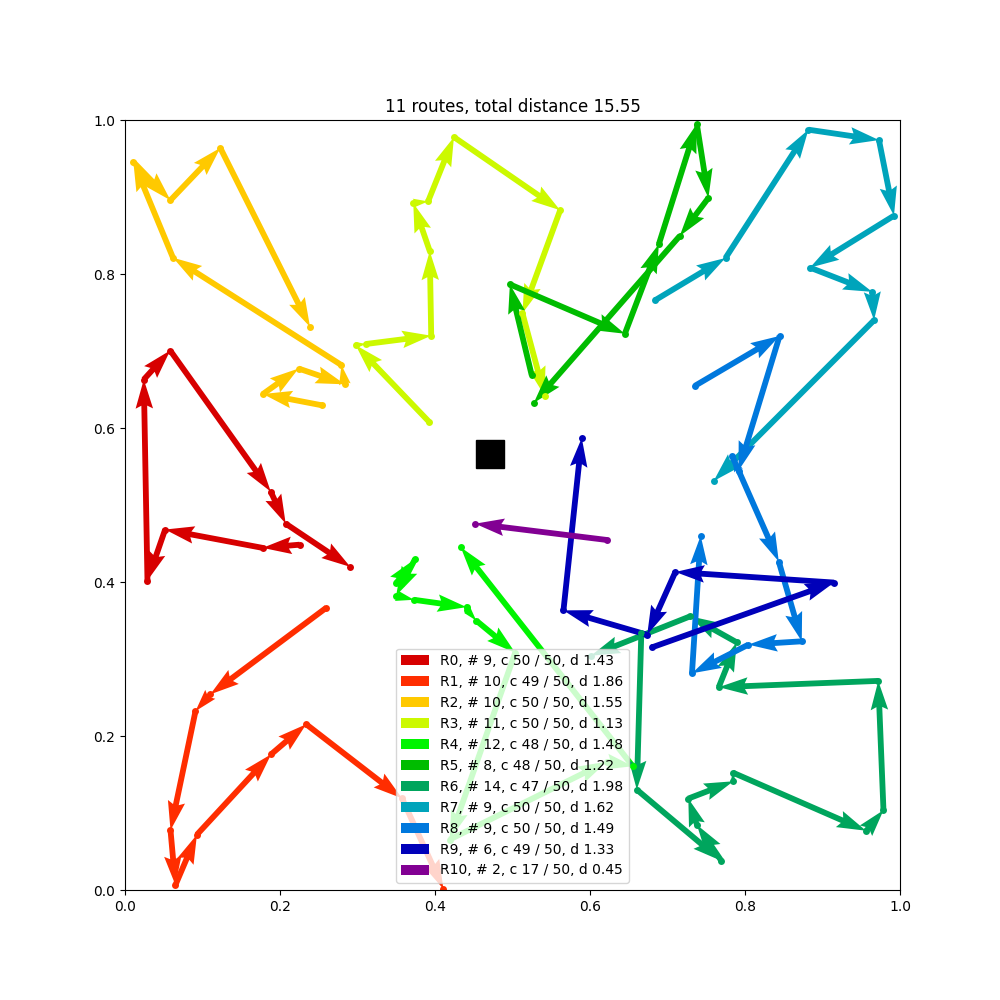 11 routes, total distance 15.55
1.0
0.8
0.6
0.4
0.2
0.0
R0, # 9, c 50 / 50, d 1.43
R1, # 10, c 49 / 50, d 1.86
R2, # 10, c 50 / 50, d 1.55
R3, # 11, c 50 / 50, d 1.13
R4, # 12, c 48 / 50, d 1.48
R5, # 8, c 48 / 50, d 1.22
R6, # 14, c 47 / 50, d 1.98
R7, # 9, c 50 / 50, d 1.62
R8, # 9, c 50 / 50, d 1.49
R9, # 6, c 49 / 50, d 1.33
R10, # 2, c 17 / 50, d 0.45
0.0 0.2 0.4 0.6 0.8 1.0